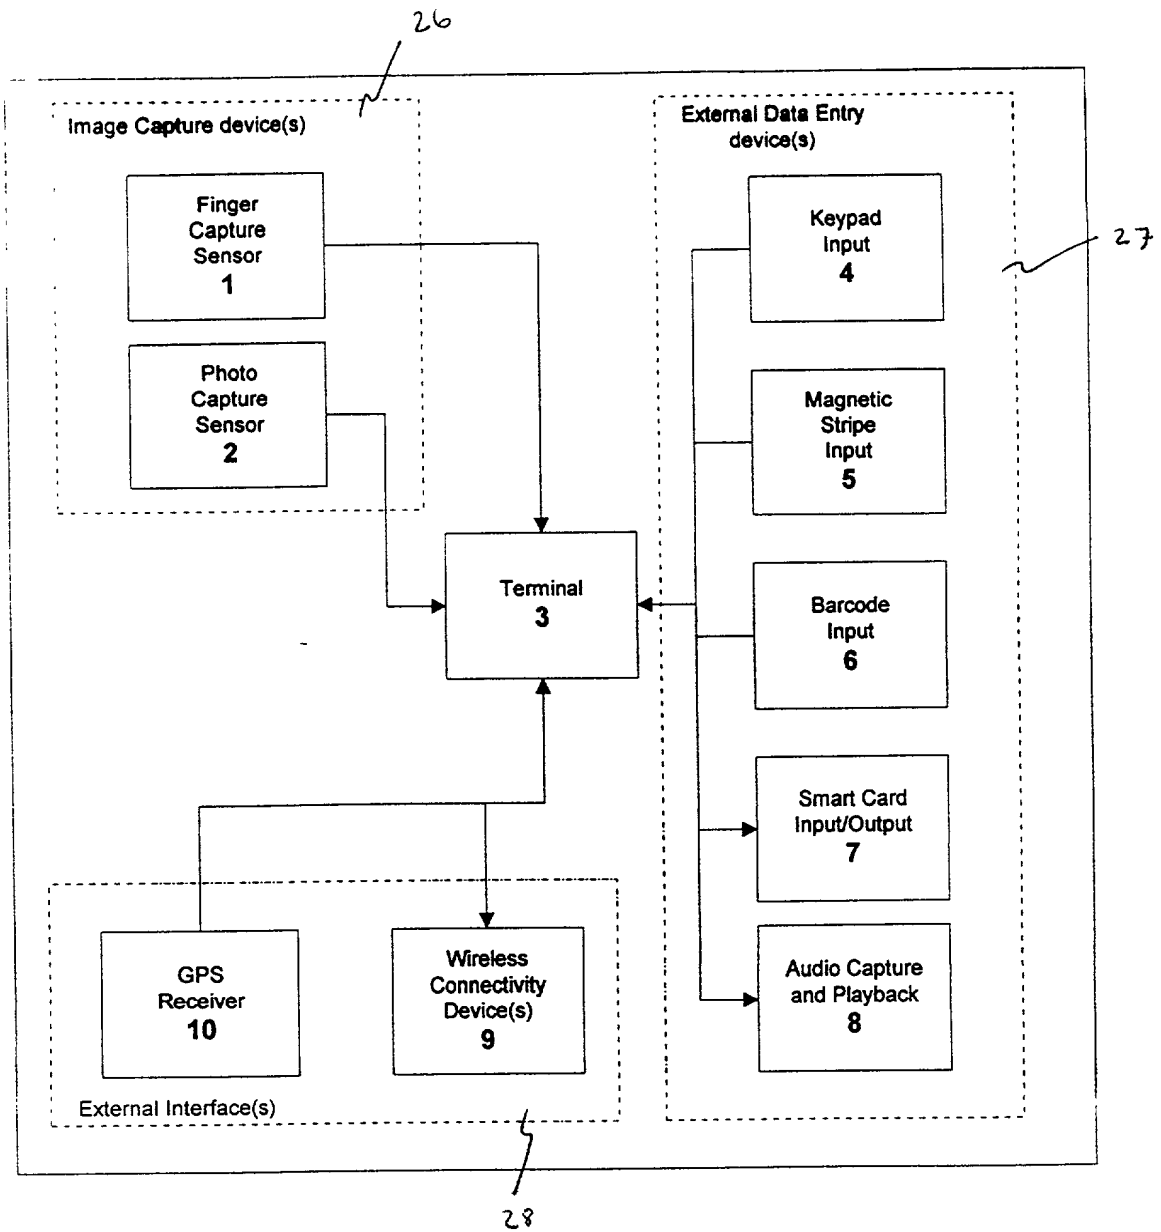 26
Image Capture device(s)
Finger
Capture
Sensor
1
Photo
Capture
Sensor
2
External Data Entry
device(s)
Keypad
Input
4
27
Magnetic
Stripe
Input
5
Terminal
3
Barcode
Input
6
Smart Card
Input/Output
7
Audio Capture
and Playback
8
GPS
Receiver
10
Wireless
Connectivity
Device(s)
9
External Interface(s)
28